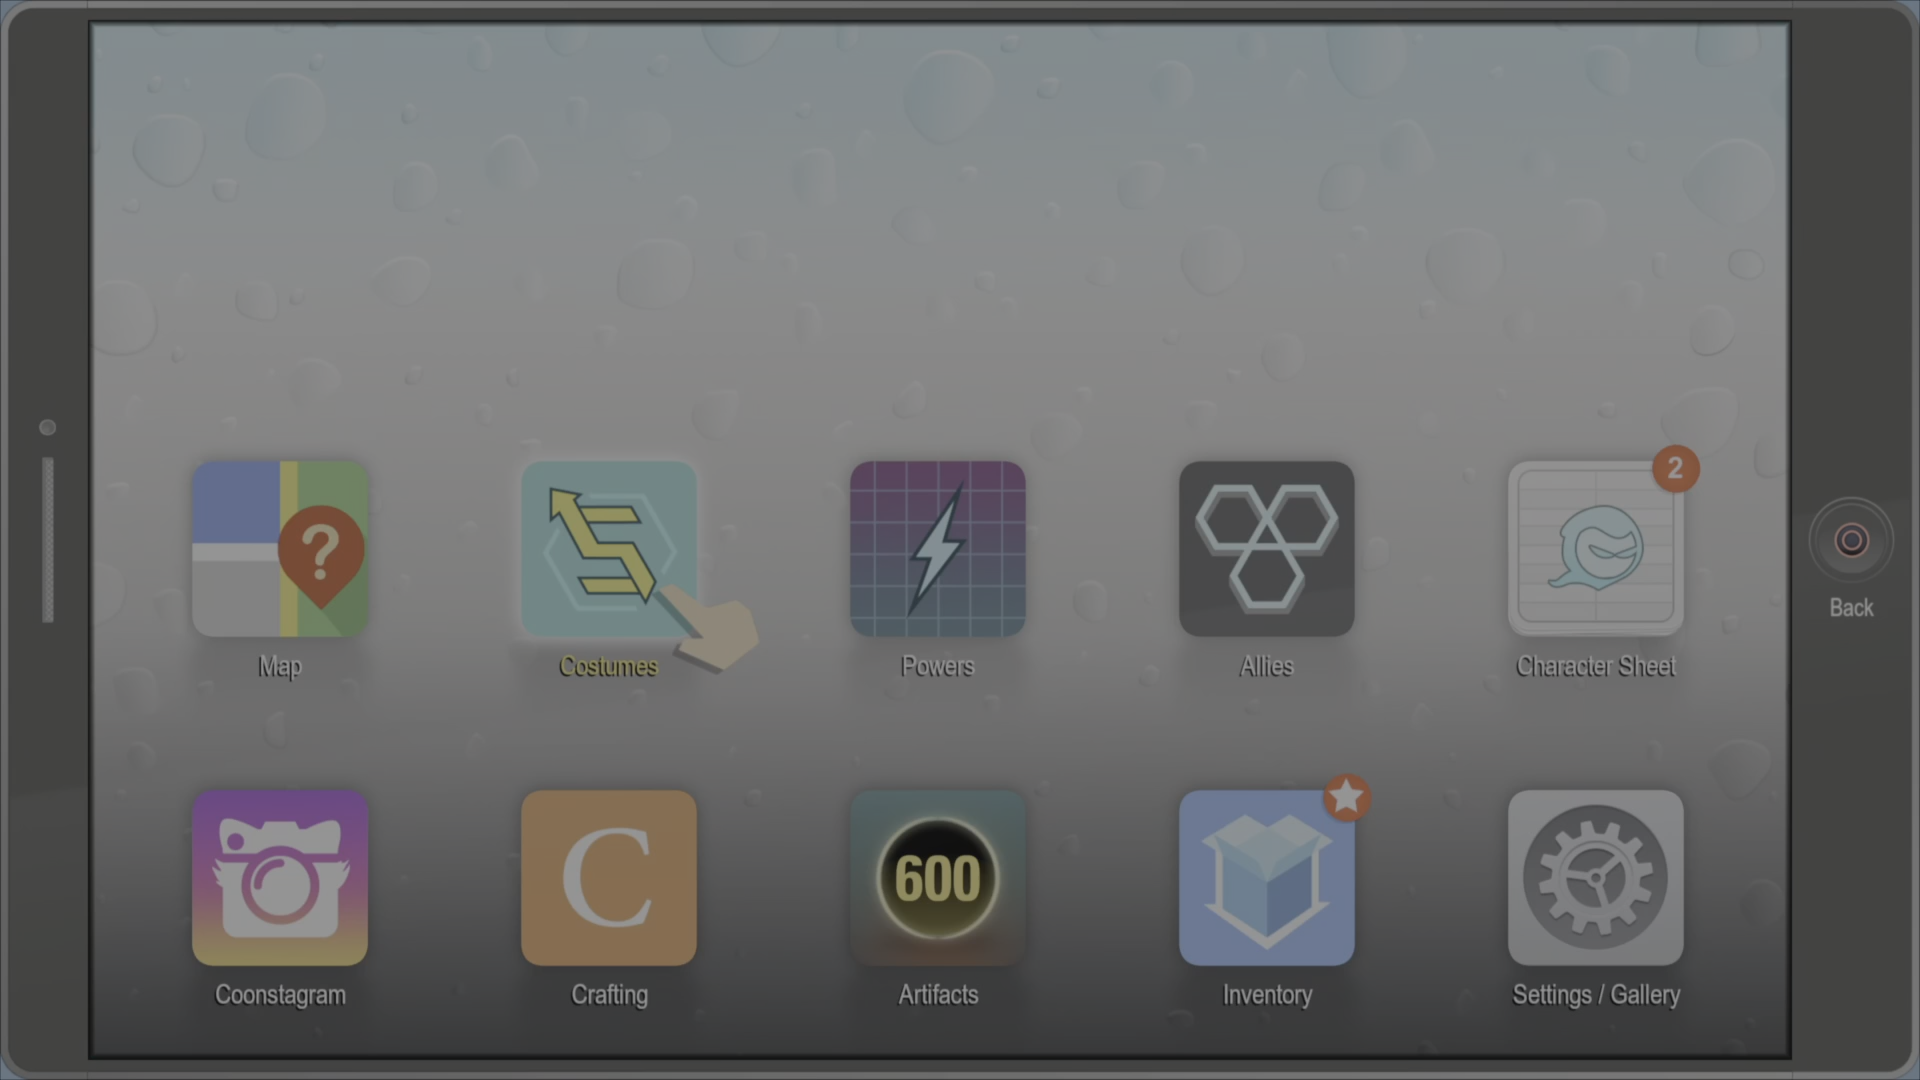 2
?
Back
Map
Costumes
Powers
Allies
Character Sheet
C
600
Coonstagram
Crafting
Artifacts
Inventory
Settings / Gallery